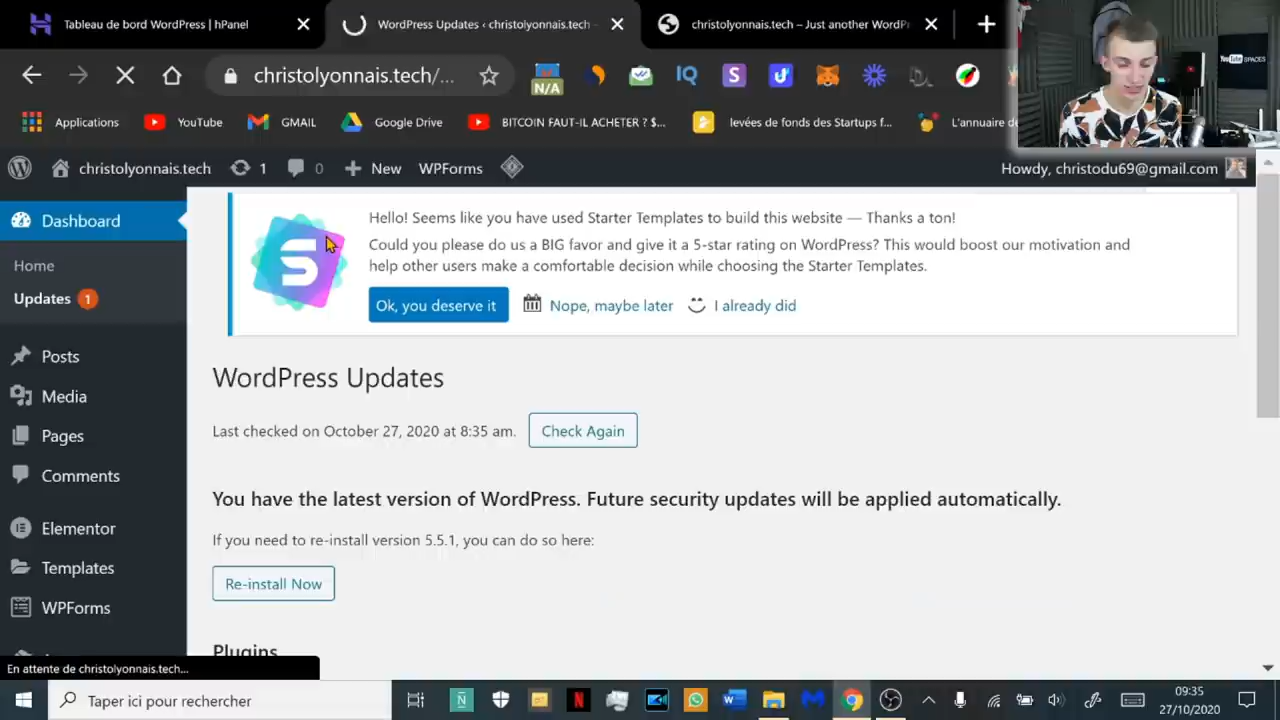 Tableau de bord WordPress | hPanel
WordPress Updates ‹ christolyonnais.tech
christolyonnais.tech – Just another WordPr
christolyonnais.tech/...
N/A
IQ
S
Applications
YouTube
GMAIL
Google Drive
BITCOIN FAUT-IL ACHETER ? $...
levées de fonds des Startups f...
L'annuaire de
YouTube SPACES
christolyonnais.tech
1
0
New
WPForms
Howdy, christodu69@gmail.com
Dashboard
Home
Updates 1
Posts
Media
Pages
Comments
Elementor
Templates
WPForms
Hello! Seems like you have used Starter Templates to build this website — Thanks a ton!
Could you please do us a BIG favor and give it a 5-star rating on WordPress? This would boost our motivation and
help other users make a comfortable decision while choosing the Starter Templates.
Ok, you deserve it
Nope, maybe later
I already did
WordPress Updates
Last checked on October 27, 2020 at 8:35 am.
Check Again
You have the latest version of WordPress. Future security updates will be applied automatically.
If you need to re-install version 5.5.1, you can do so here:
Re-install Now
Plugins
En attente de christolyonnais.tech...
Taper ici pour rechercher
09:35
27/10/2020